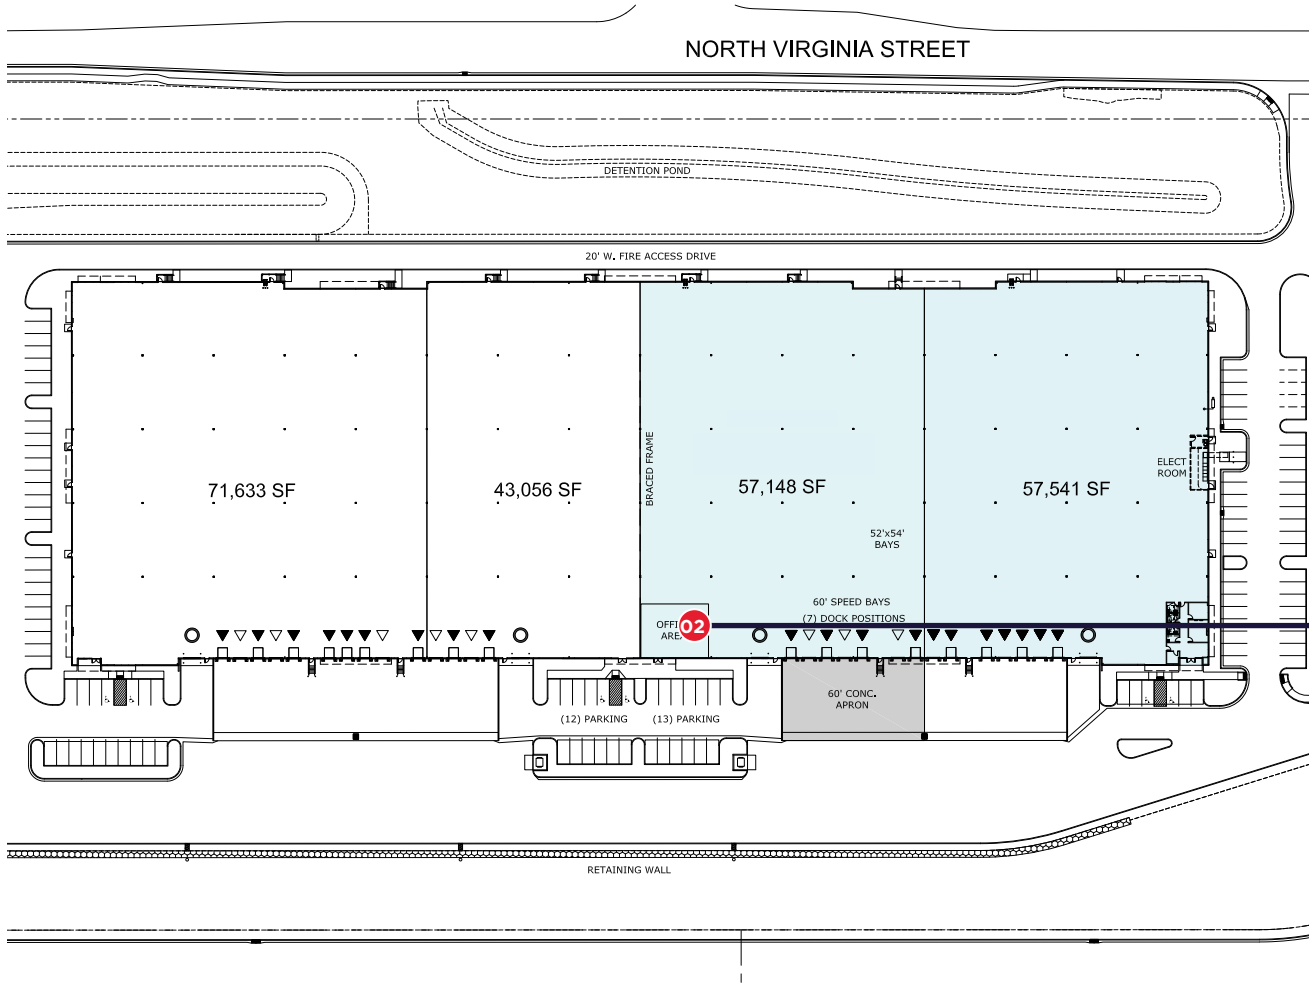 NORTH VIRGINIA STREET
DETENTION POND
20' W. FIRE ACCESS DRIVE
BRACED FRAME
ELECT
ROOM
71,633 SF
43,056 SF
57,148 SF
57,541 SF
52'x54'
BAYS
60' SPEED BAYS
(7) DOCK POSITIONS
02
60' CONC.
APRON
(12) PARKING
(13) PARKING
RETAINING WALL